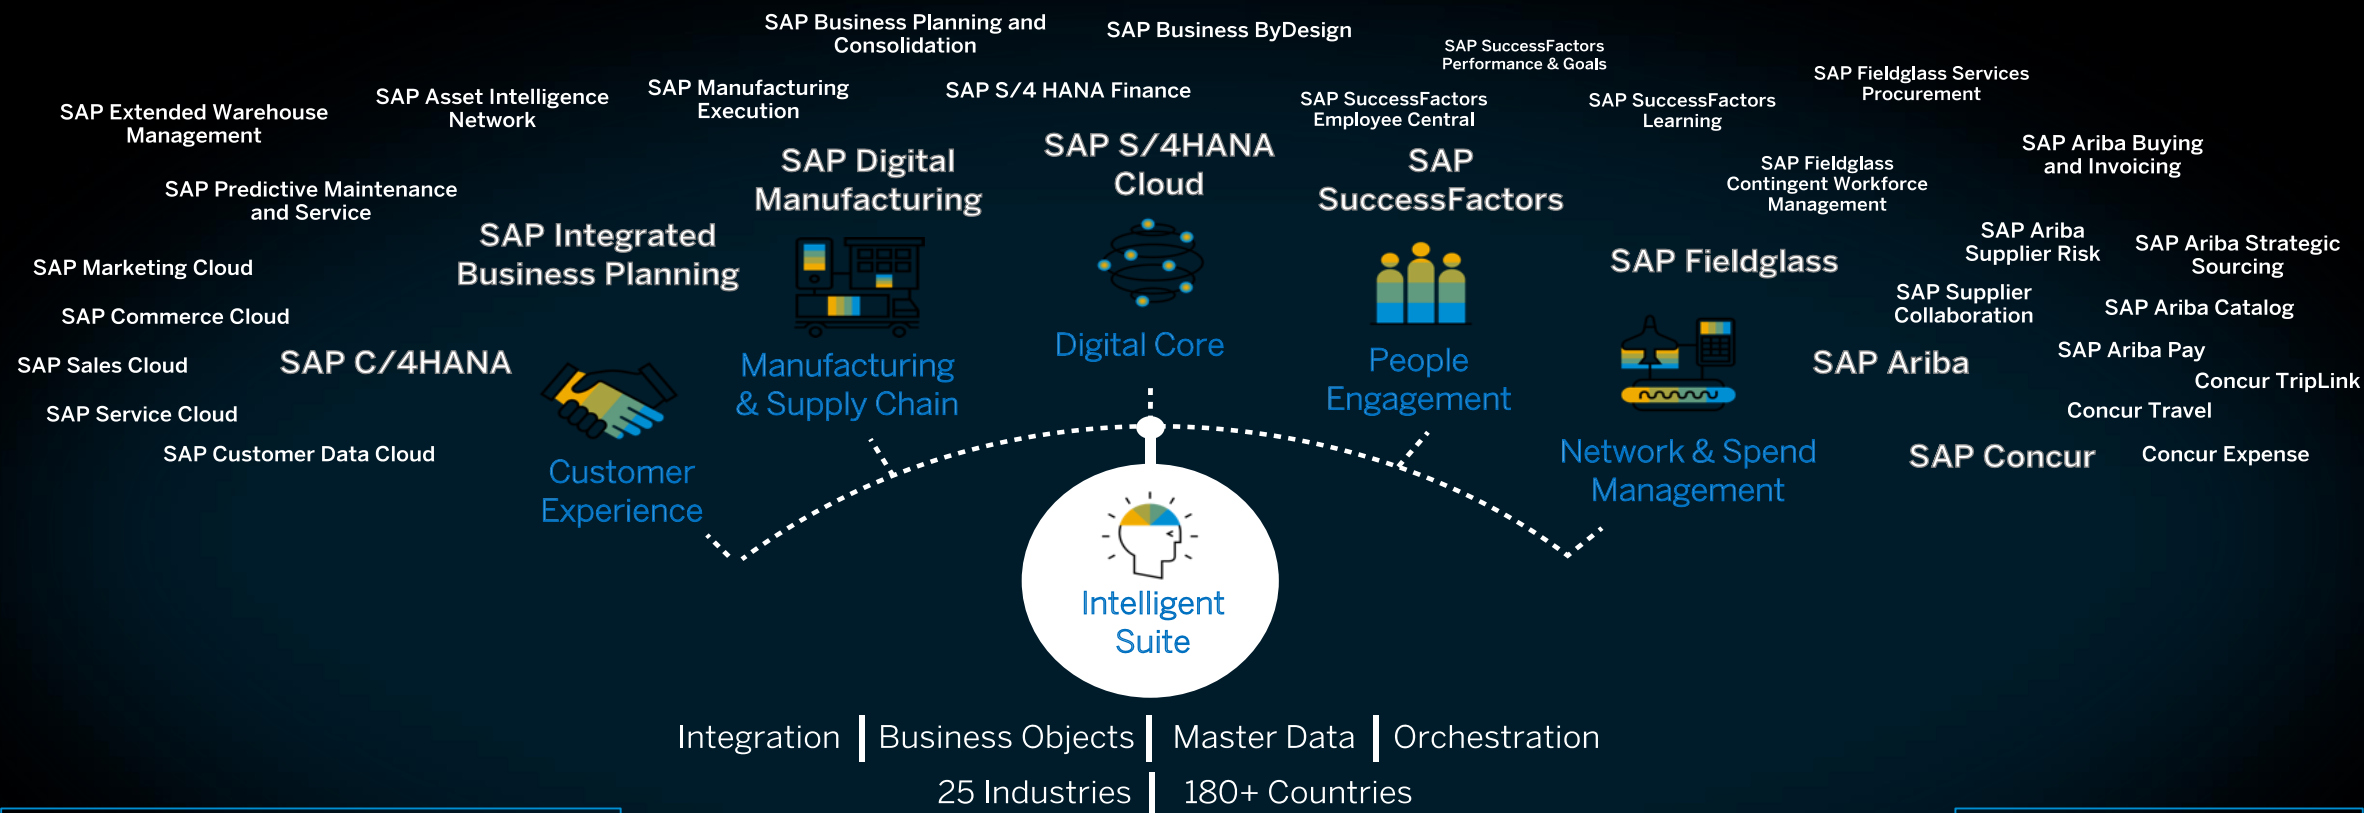 SAP Business Planning and
Consolidation
SAP Business ByDesign
SAP SuccessFactors
Performance & Goals
SAP Fieldglass Services
Procurement
SAP Extended Warehouse
Management
SAP Asset Intelligence
Network
SAP Manufacturing
Execution
SAP S/4 HANA Finance
SAP SuccessFactors
Employee Central
SAP SuccessFactors
Learning
SAP Ariba Buying
and Invoicing
SAP Predictive Maintenance
and Service
SAP Digital
Manufacturing
SAP S/4HANA
Cloud
SAP
SuccessFactors
SAP Fieldglass
Contingent Workforce
Management
SAP Integrated
Business Planning
SAP Fieldglass
SAP Ariba
Supplier Risk
SAP Ariba Strategic
Sourcing
SAP Marketing Cloud
SAP Commerce Cloud
SAP Sales Cloud
SAP Service Cloud
SAP Customer Data Cloud
SAP C/4HANA
SAP Supplier
Collaboration
SAP Ariba Catalog
SAP Ariba
SAP Ariba Pay
Concur TripLink
Concur Travel
SAP Concur
Concur Expense
Customer
Experience
Manufacturing
& Supply Chain
Digital Core
People
Engagement
Network & Spend
Management
Intelligent
Suite
Integration | Business Objects | Master Data | Orchestration
25 Industries | 180+ Countries